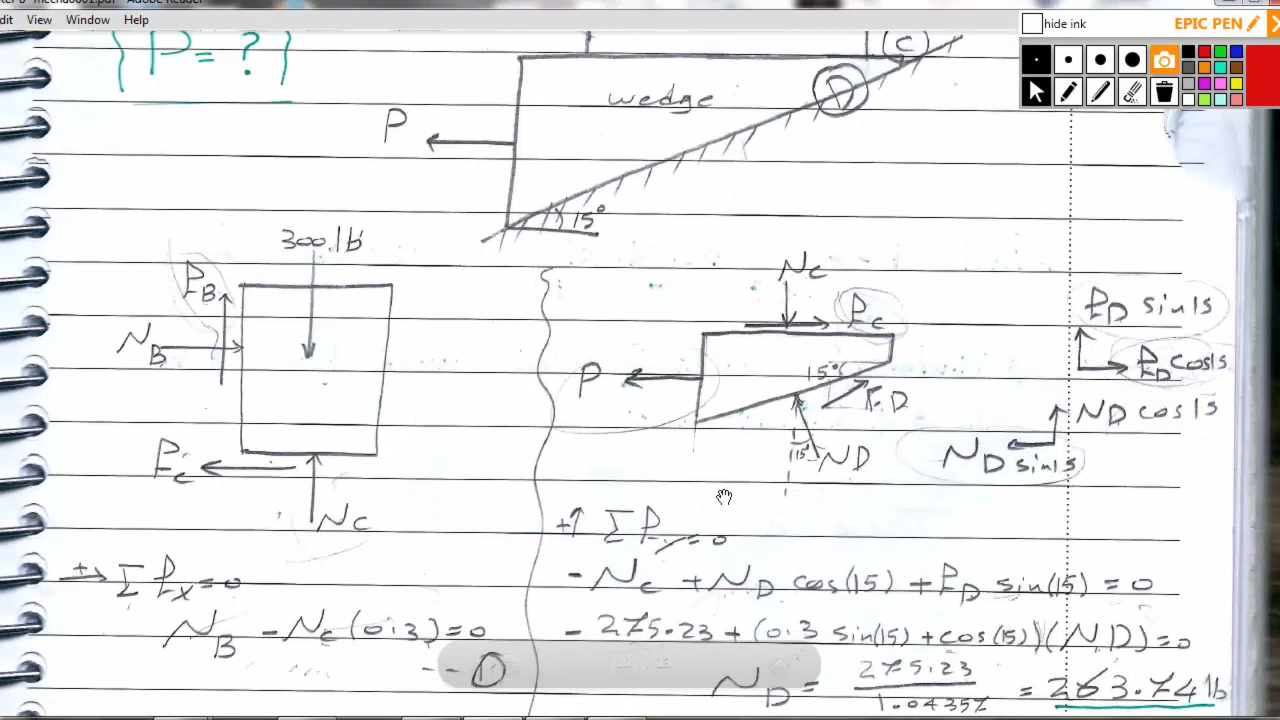 dit View Window Help
hide ink
EPIC PEN
P = ?
(C)
wedge
D
P
15°
300 lb
FB
NB
Fc
Nc
Nc
Fc
P
15°
F.D
15°
ND
FD sin15
FD cos15
ND cos15
ND sin15
+→ ΣFx = 0
NB - Nc (0.3) = 0
-- ①
+↑ ΣFy = 0
- Nc + ND cos(15) + FD sin(15) = 0
- 275.23 + (0.3 sin(15) + cos(15)) (ND) = 0
ND = 275.23 / 1.04357 = 263.74 lb